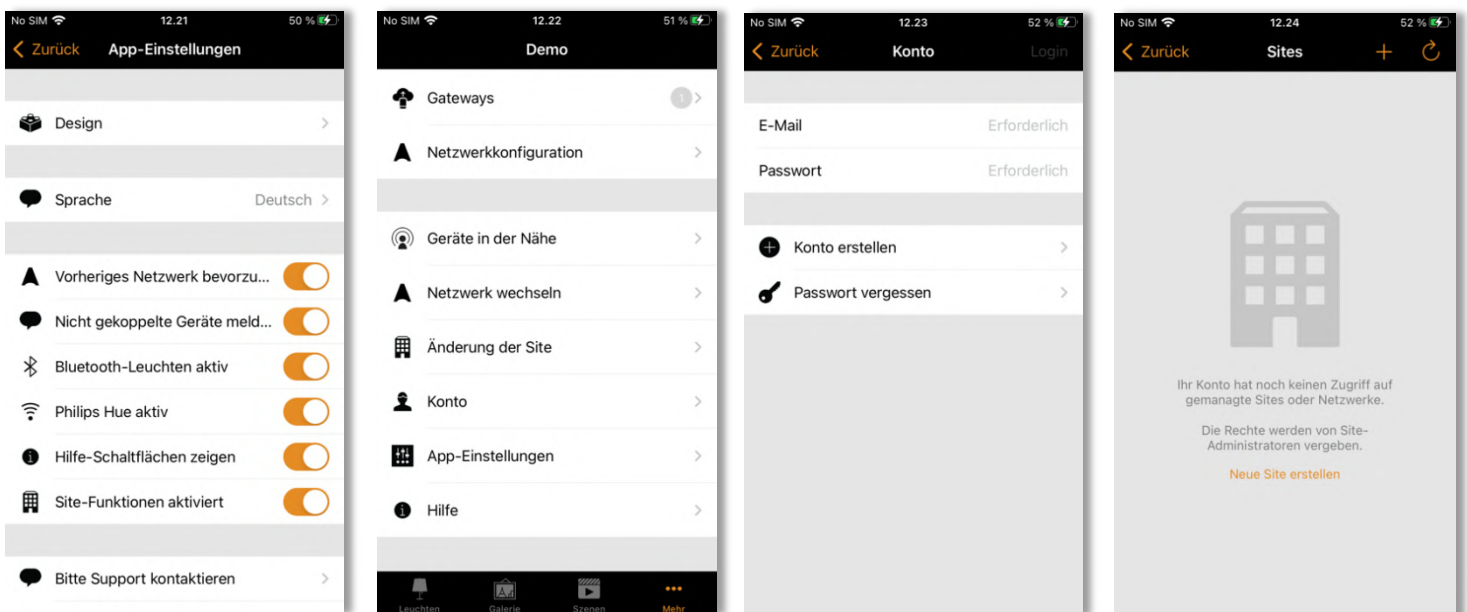 No SIM 12.21 50 %
Zurück App-Einstellungen
Design
Sprache Deutsch
Vorheriges Netzwerk bevorzu...
Nicht gekoppelte Geräte meld...
Bluetooth-Leuchten aktiv
Philips Hue aktiv
Hilfe-Schaltflächen zeigen
Site-Funktionen aktiviert
Bitte Support kontaktieren
No SIM 12.22 51 %
Demo
Gateways 1
Netzwerkkonfiguration
Geräte in der Nähe
Netzwerk wechseln
Änderung der Site
Konto
App-Einstellungen
Hilfe
Leuchten Galerie Szenen Mehr
No SIM 12.23 52 %
Zurück Konto Login
E-Mail Erforderlich
Passwort Erforderlich
Konto erstellen
Passwort vergessen
No SIM 12.24 52 %
Zurück Sites
Ihr Konto hat noch keinen Zugriff auf
gemanagte Sites oder Netzwerke.
Die Rechte werden von Site-
Administratoren vergeben.
Neue Site erstellen